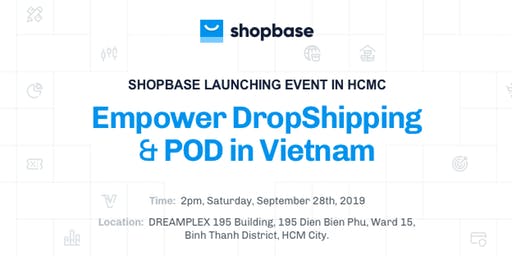 shopbase
SHOPBASE LAUNCHING EVENT IN HCMC
Empower DropShipping
& POD in Vietnam
Time: 2pm, Saturday, September 28th, 2019
Location: DREAMPLEX 195 Building, 195 Dien Bien Phu, Ward 15,
Binh Thanh District, HCM City.